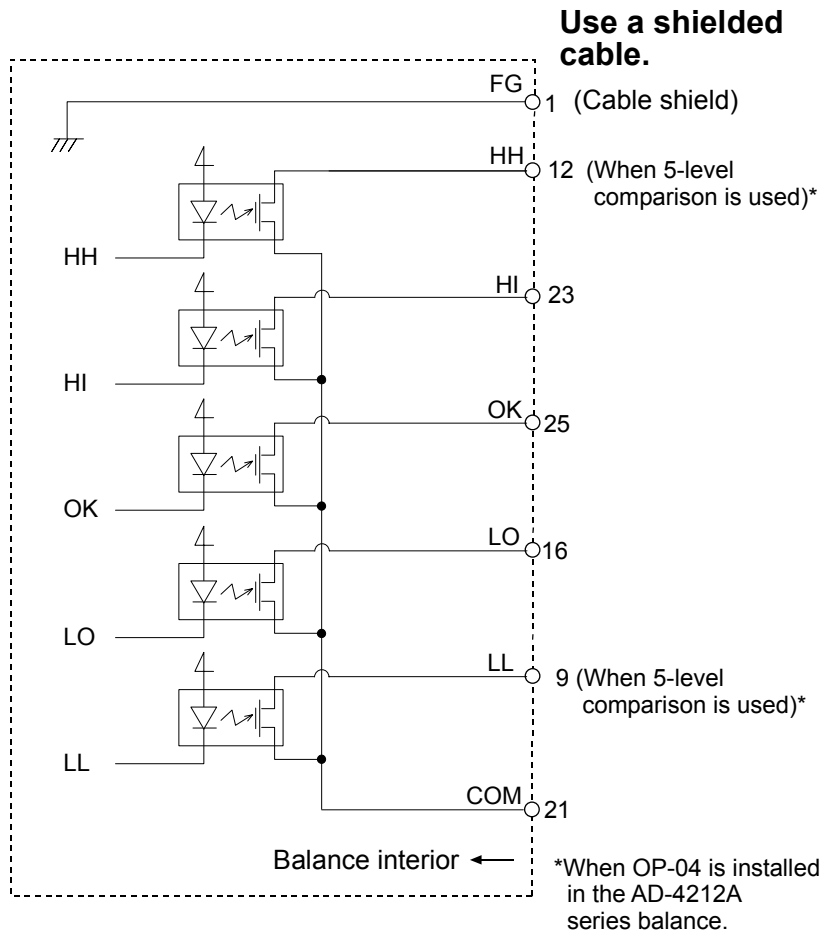 Use a shielded
cable.
FG
1 (Cable shield)
HH
12 (When 5-level
comparison is used)*
HH
HI
23
HI
OK
25
OK
LO
16
LO
LL
9 (When 5-level
comparison is used)*
LL
COM
21
Balance interior
*When OP-04 is installed
in the AD-4212A
series balance.